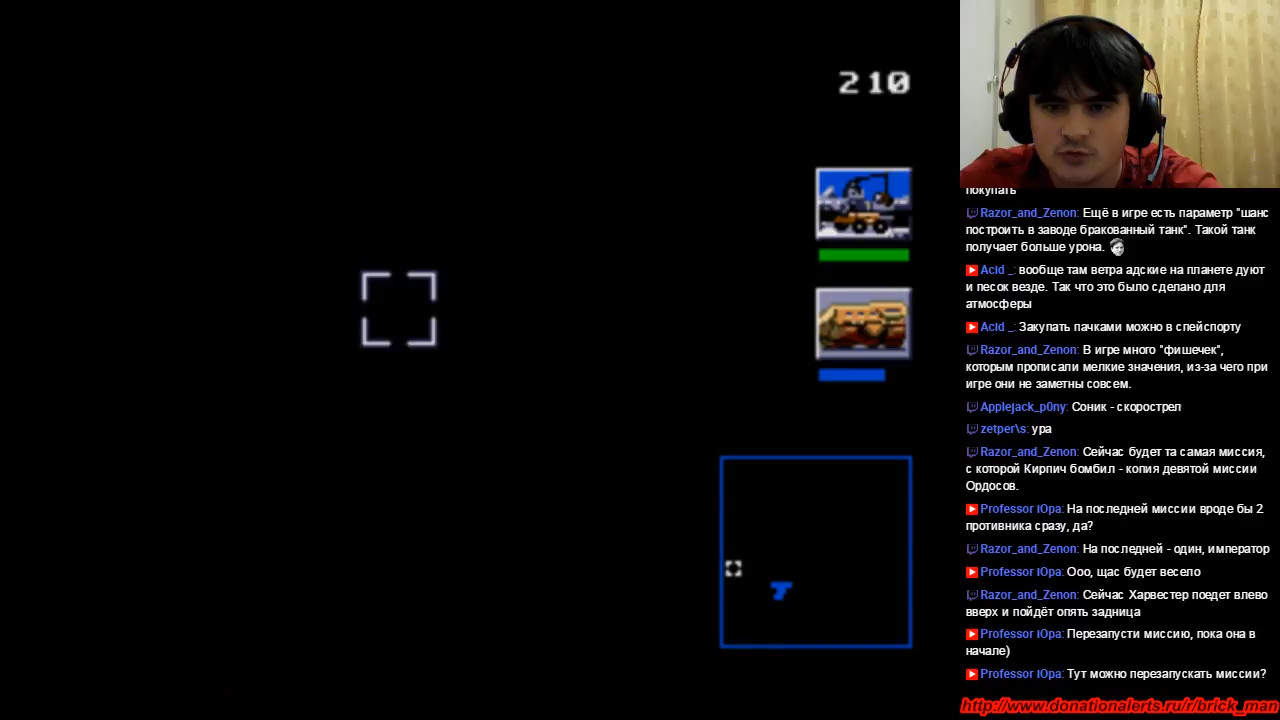 210
покупать
Razor_and_Zenon: Ещё в игре есть параметр "шанс
построить в заводе бракованный танк". Такой танк
получает больше урона.
Acid _: вообще там ветра адские на планете дуют
и песок везде. Так что это было сделано для
атмосферы
Acid _: Закупать пачками можно в спейспорту
Razor_and_Zenon: В игре много "фишечек",
которым прописали мелкие значения, из-за чего при
игре они не заметны совсем.
Applejack_p0ny: Соник - скорострел
zetper\s: ура
Razor_and_Zenon: Сейчас будет та самая миссия,
с которой Кирпич бомбил - копия девятой миссии
Ордосов.
Professor IOpa: На последней миссии вроде бы 2
противника сразу, да?
Razor_and_Zenon: На последней - один, император
Professor IOpa: Ооо, щас будет весело
Razor_and_Zenon: Сейчас Харвестер поедет влево
вверх и пойдёт опять задница
Professor IOpa: Перезапусти миссию, пока она в
начале)
Professor IOpa: Тут можно перезапускать миссии?
http://www.donationalerts.ru/r/brick_man